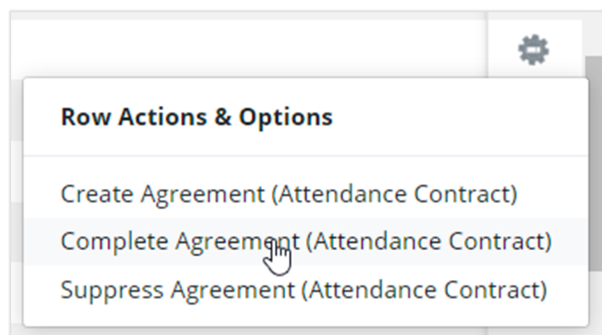 Row Actions & Options
Create Agreement (Attendance Contract)
Complete Agreement (Attendance Contract)
Suppress Agreement (Attendance Contract)